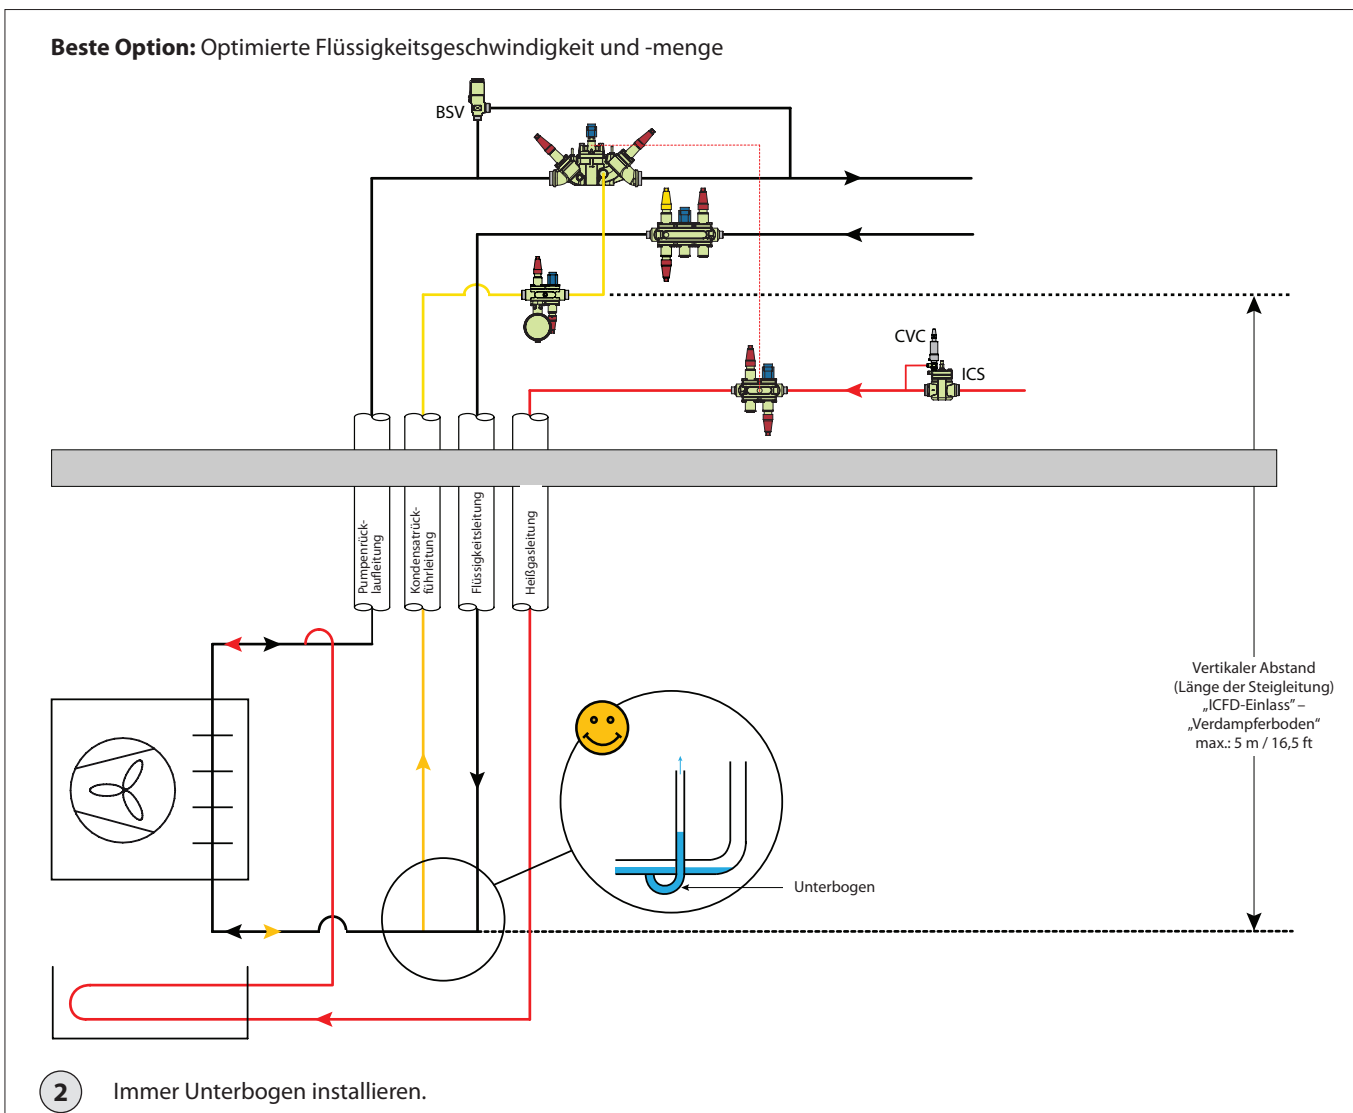 Beste Option: Optimierte Flüssigkeitsgeschwindigkeit und -menge
BSV
CVC
ICS
Pumpenrück-
laufleitung
Kondensatrück-
führleitung
Flüssigkeitsleitung
Heißgasleitung
Vertikaler Abstand
(Länge der Steigleitung)
„ICFD-Einlass” –
„Verdampferboden“
max.: 5 m / 16,5 ft
Unterbogen
2 Immer Unterbogen installieren.